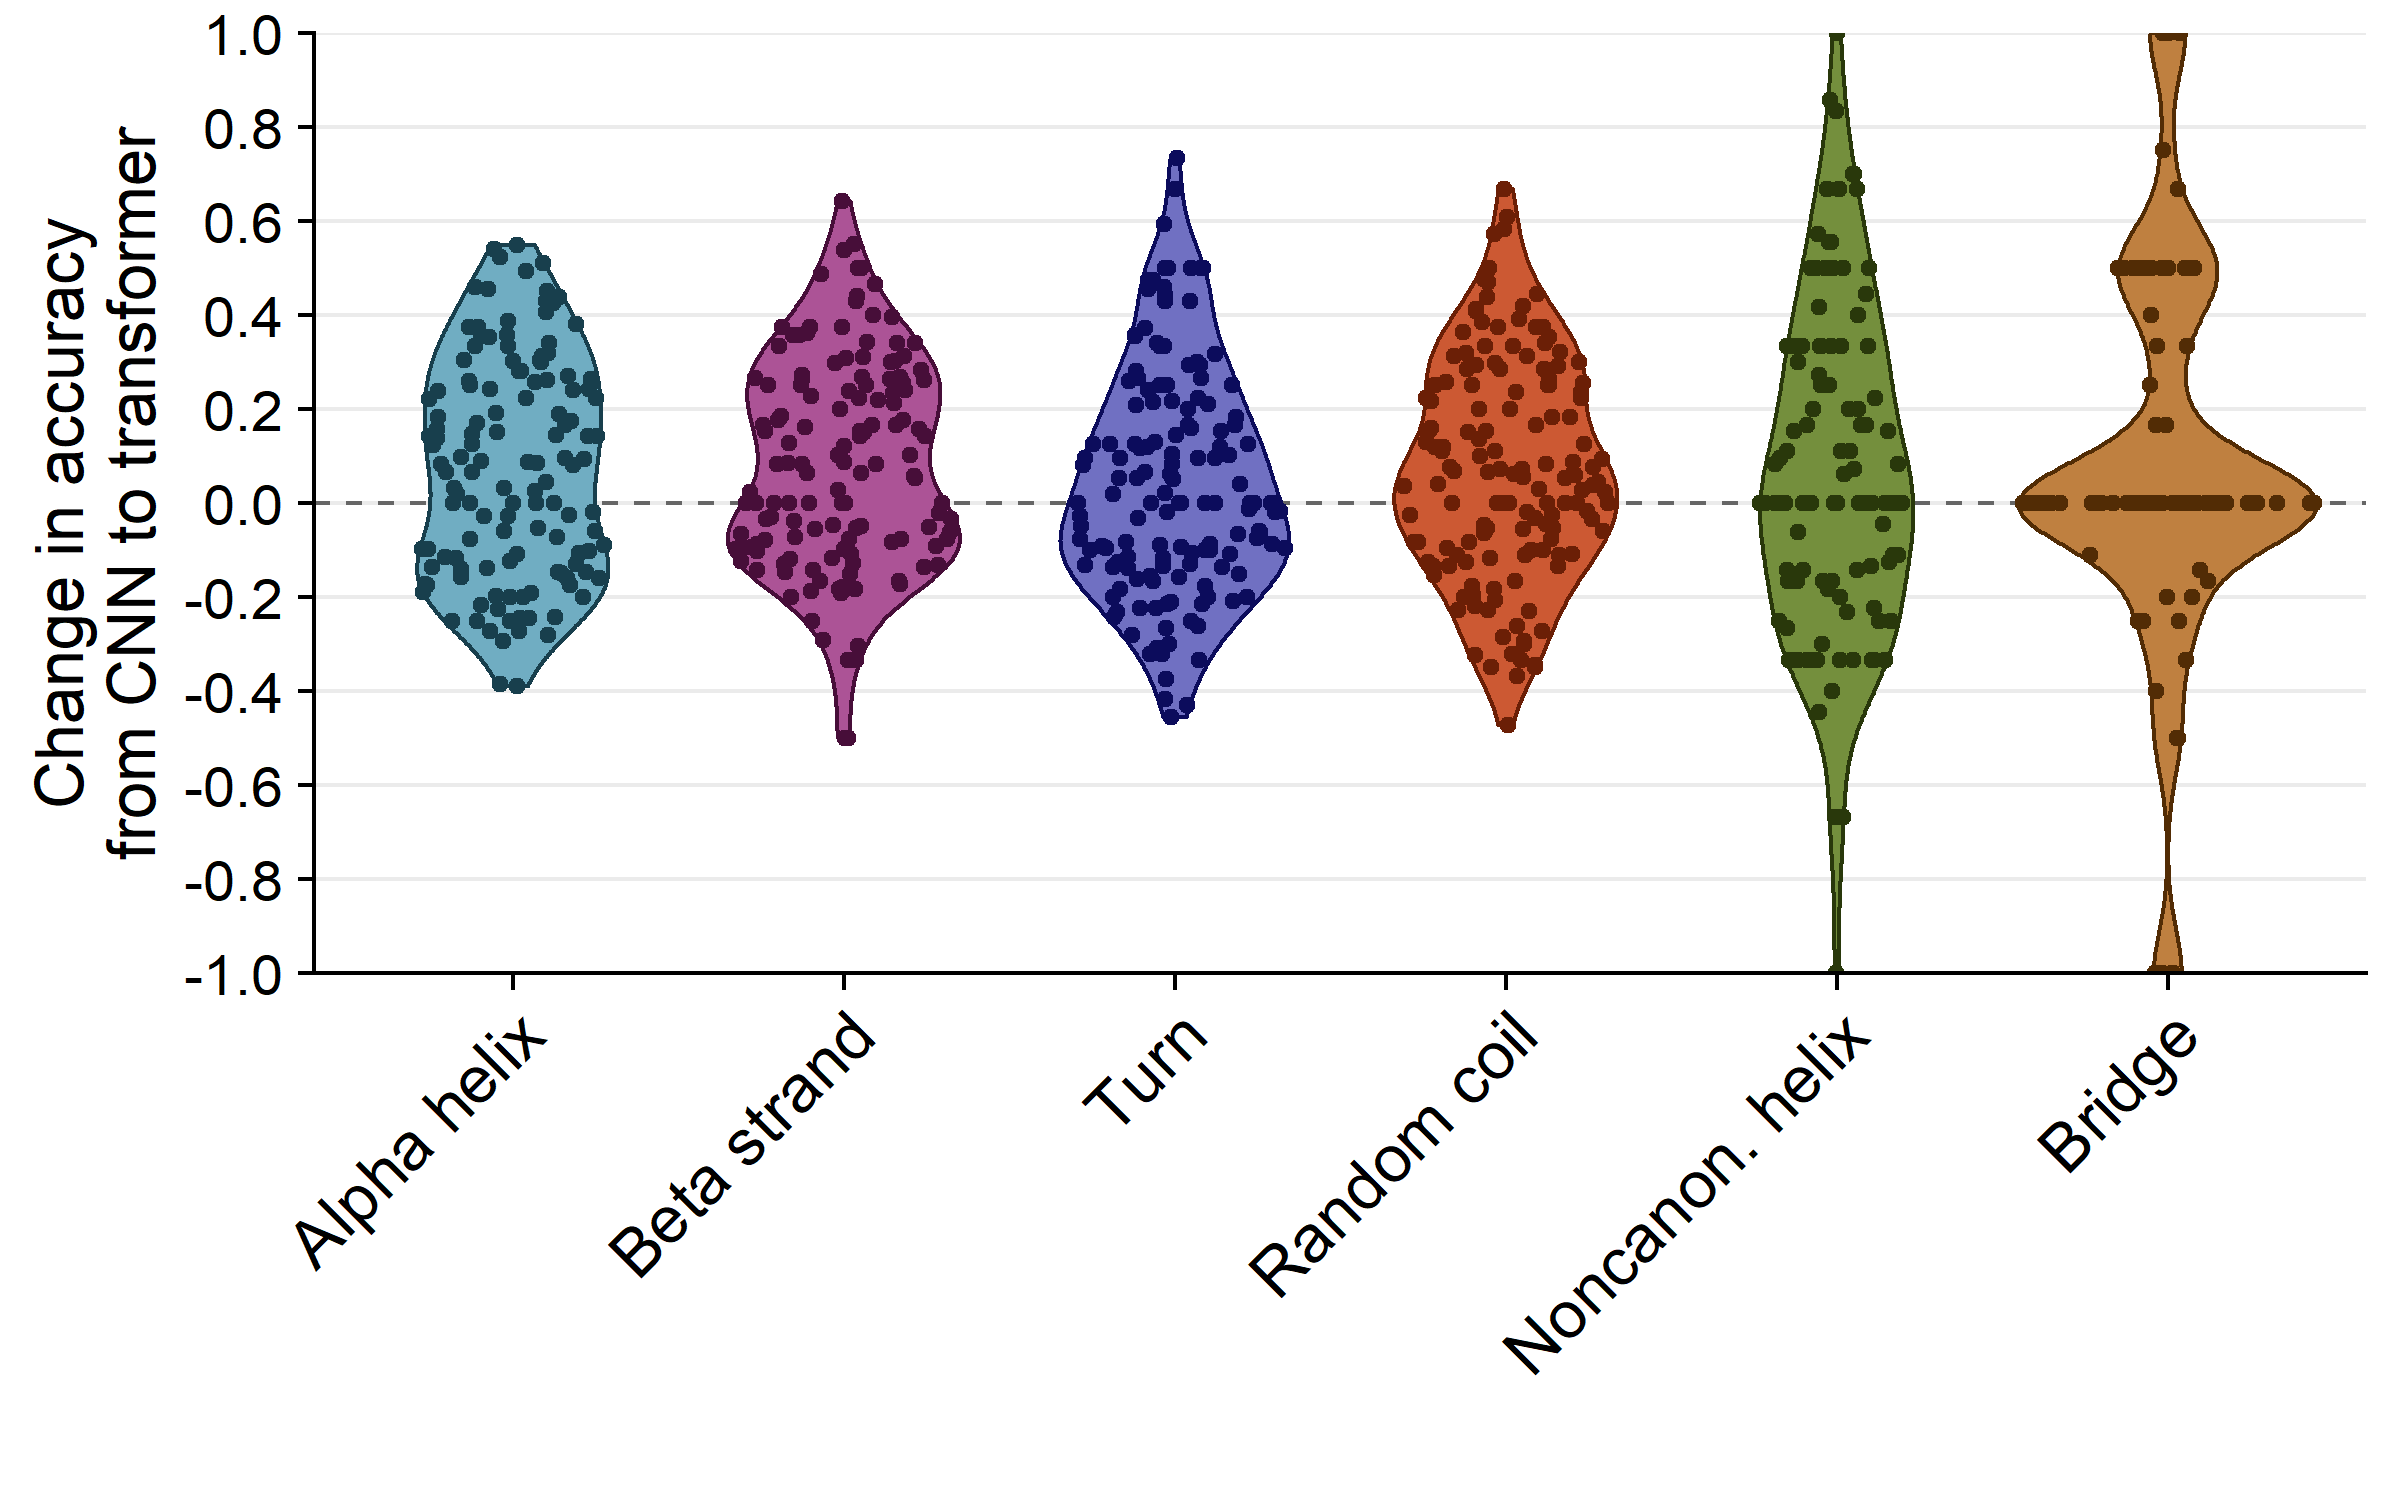 Change in accuracy
from CNN to transformer
1.0
0.8
0.6
0.4
0.2
0.0
-0.2
-0.4
-0.6
-0.8
-1.0
Alpha helix
Beta strand
Turn
Random coil
Noncanon. helix
Bridge